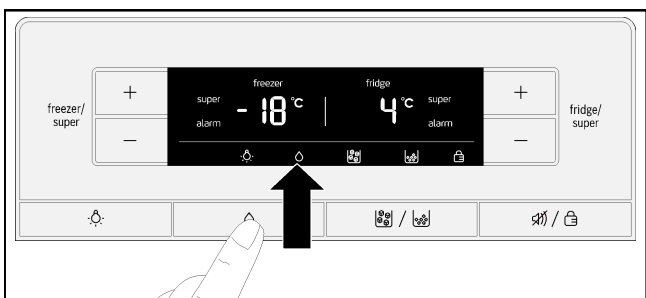 freezer/
super
+
−
freezer
super
alarm
- 18 °C
fridge
4 °C
super
alarm
+
−
fridge/
super
/
/